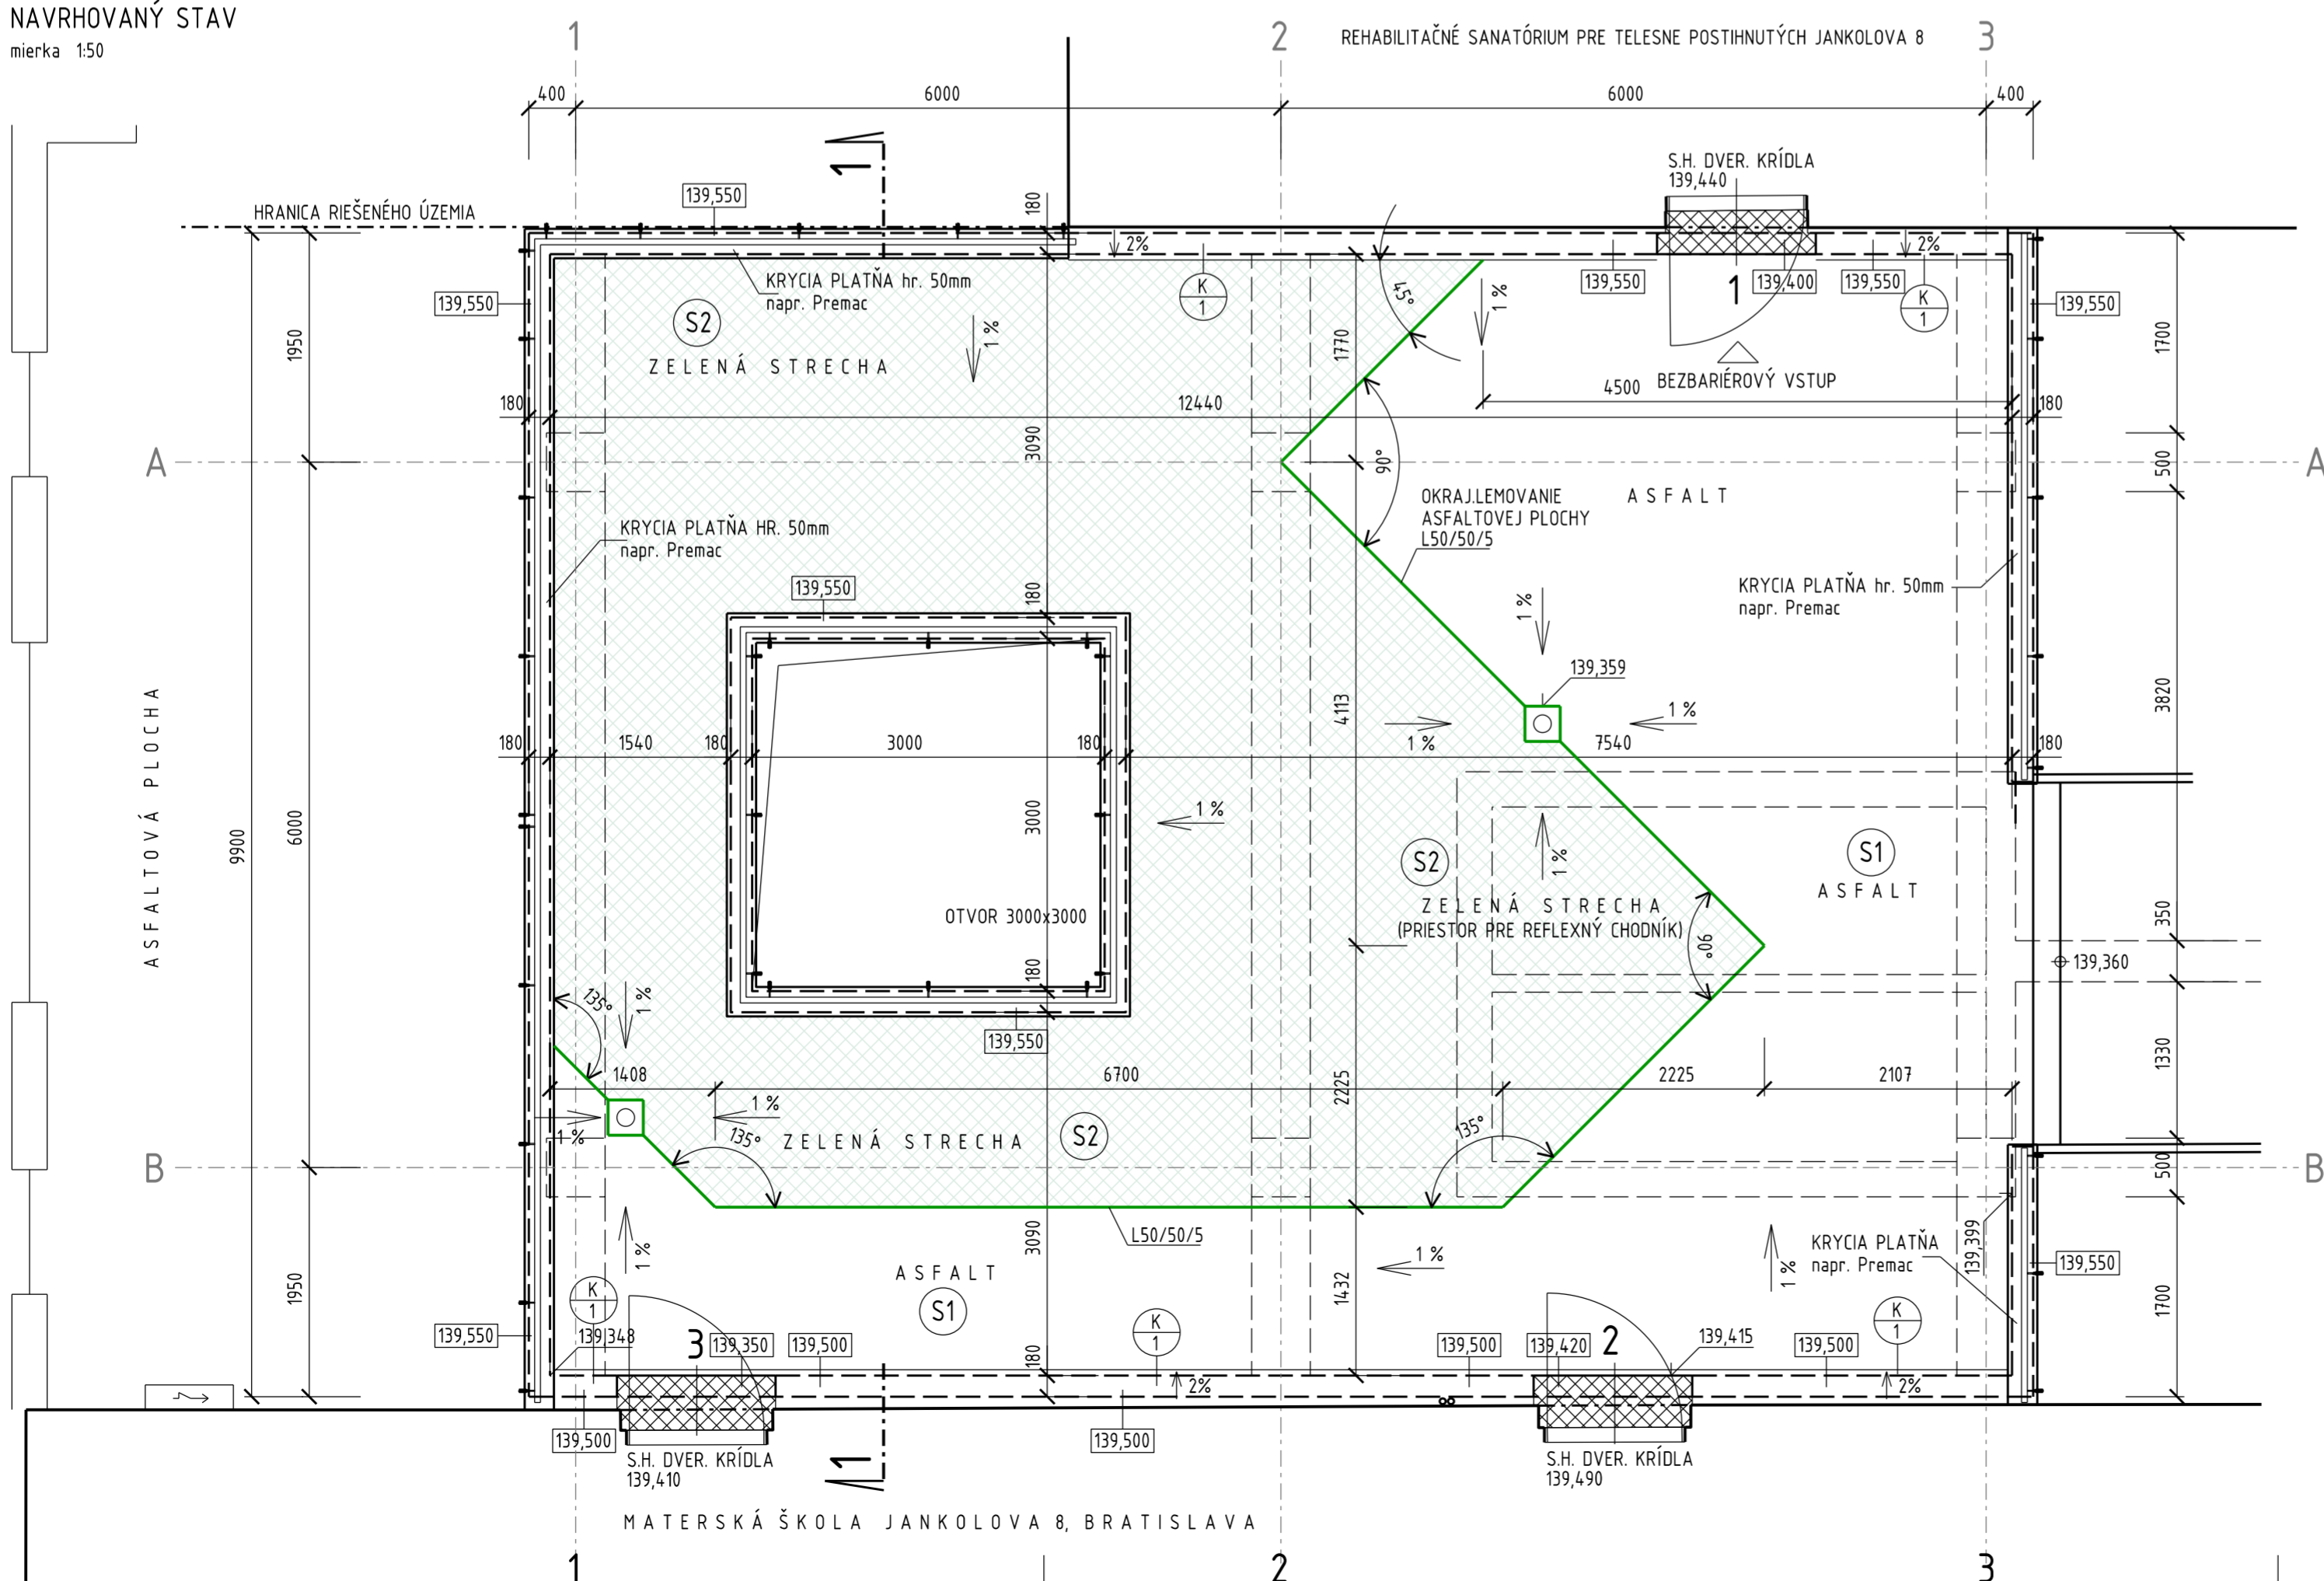 NAVRHOVANÝ STAV
mierka 1:50
1
2
REHABILITAČNÉ SANATÓRIUM PRE TELESNE POSTIHNUTÝCH JANKOLOVA 8
3
400
6000
6000
400
1
S.H. DVER. KRÍDLA
139,440
139,550
180
HRANICA RIEŠENÉHO ÚZEMIA
2%
2%
KRYCIA PLATŇA hr. 50mm
napr. Premac
139,550
K
1
45°
1 %
139,550
1
139,400
139,550
K
1
139,550
S2
1 %
1950
1770
1700
ZELENÁ STRECHA
BEZBARIÉROVÝ VSTUP
4500
180
12440
180
3090
A
90°
500
A
OKRAJ.LEMOVANIE
ASFALTOVEJ PLOCHY
L50/50/5
ASFALT
KRYCIA PLATŇA HR. 50mm
napr. Premac
139,550
180
KRYCIA PLATŇA hr. 50mm
napr. Premac
1 %
139,359
ASFALTOVÁ PLOCHA
4113
3820
1 %
180
1540
180
3000
180
1 %
7540
180
9900
6000
3000
1 %
S2
1 %
S1
ASFALT
OTVOR 3000x3000
ZELENÁ STRECHA
(PRIESTOR PRE REFLEXNÝ CHODNÍK)
350
90°
139,360
180
135°
1 %
139,550
1408
6700
2225
2225
2107
1330
1 %
1 %
135°
ZELENÁ STRECHA
S2
135°
B
500
B
L50/50/5
3090
1 %
1 %
1 %
139,399
KRYCIA PLATŇA
napr. Premac
139,550
ASFALT
S1
K
1
1950
1432
1700
K
1
K
1
139,550
139,348
3
139,350
139,500
180
139,500
139,420
2
139,415
139,500
2%
2%
139,500
139,500
S.H. DVER. KRÍDLA
139,410
1
S.H. DVER. KRÍDLA
139,490
MATERSKÁ ŠKOLA JANKOLOVA 8, BRATISLAVA
1
2
3